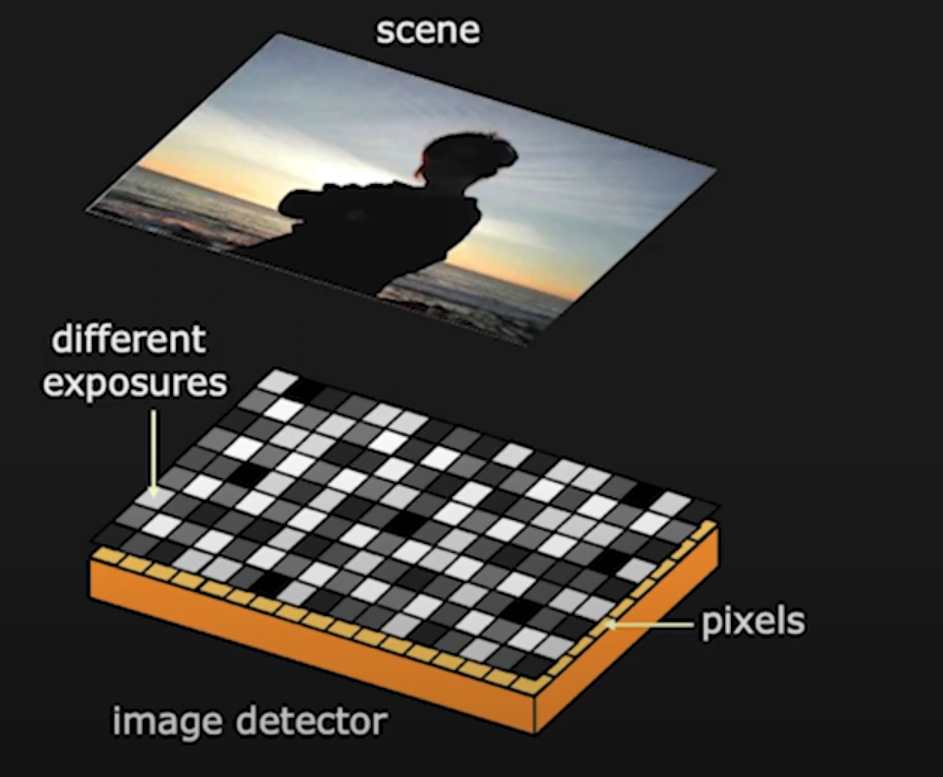 scene
different
exposures
pixels
image detector